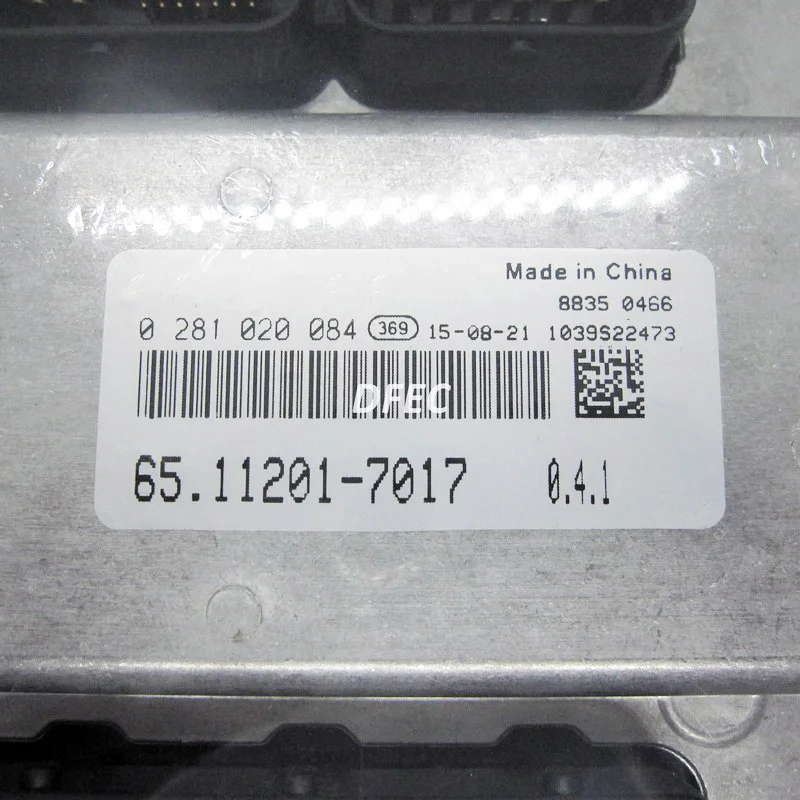 Made in China
8835 0466
0 281 020 084 369 15-08-21 1039S22473
DFEC
65.11201-7017 0.4.1